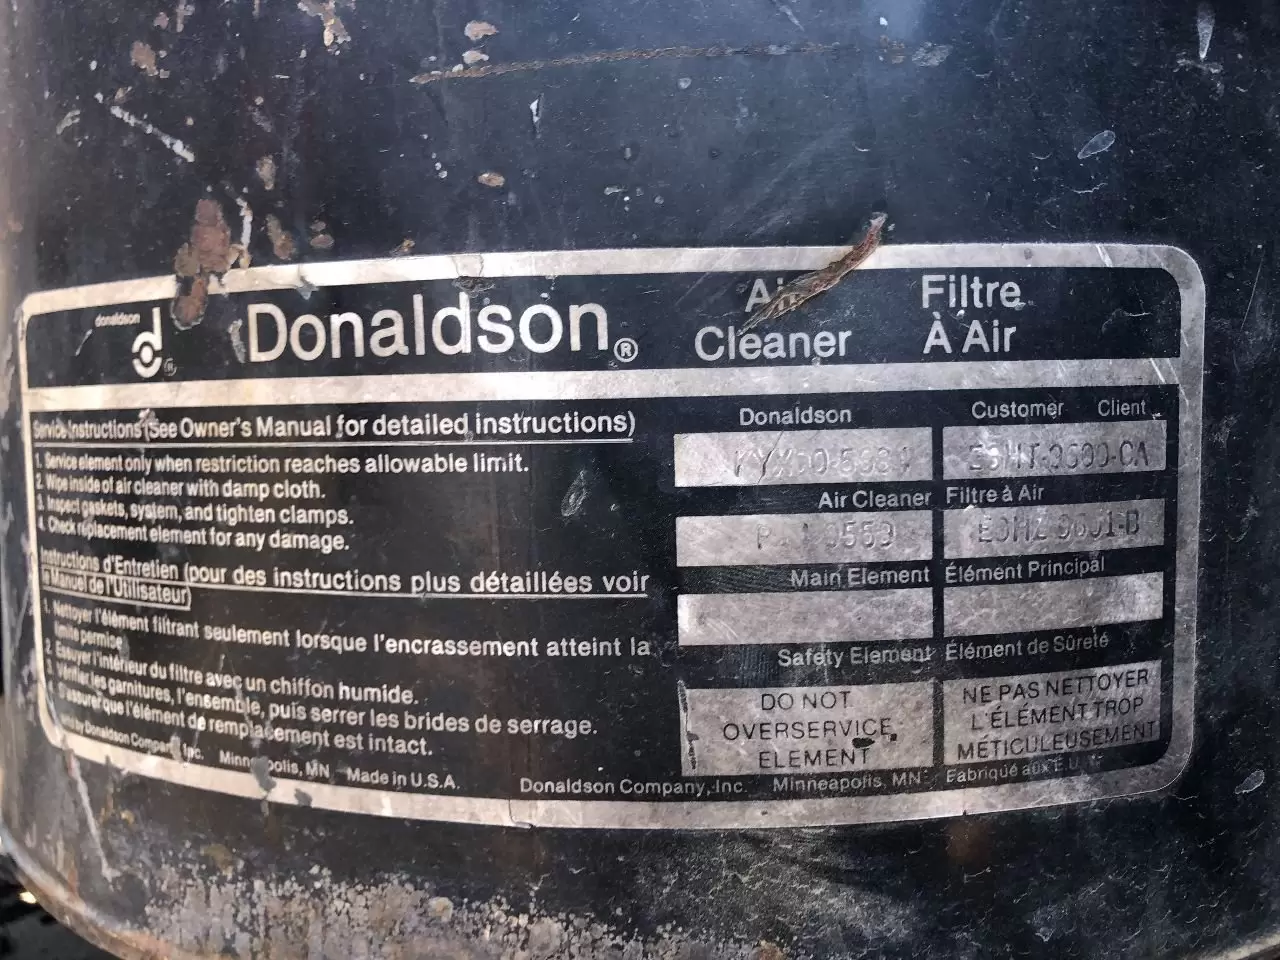 donaldson
Donaldson®
Air Cleaner
Filtre À Air
Service Instructions (See Owner's Manual for detailed instructions)
1. Service element only when restriction reaches allowable limit.
2. Wipe inside of air cleaner with damp cloth.
3. Inspect gaskets, system, and tighten clamps.
4. Check replacement element for any damage.
Instructions d'Entretien (pour des instructions plus détaillées voir
le Manuel de l'Utilisateur)
1. Nettoyer l'élément filtrant seulement lorsque l'encrassement atteint la
limite permice
2. Essuyer l'intérieur du filtre avec un chiffon humide.
3. Vérifier les garnitures, l'ensemble, puis serrer les brides de serrage.
4. S'assurer que l'élément de remplacement est intact.
by Donaldson Company, Inc. Minneapolis, MN Made in U.S.A.
Donaldson Company, Inc. Minneapolis, MN Fabriqué aux É.U.
Donaldson
Customer Client
Air Cleaner Filtre à Air
Main Element Élément Principal
Safety Element Élément de Sûreté
DO NOT
OVERSERVICE
ELEMENT
NE PAS NETTOYER
L'ÉLÉMENT TROP
MÉTICULEUSEMENT